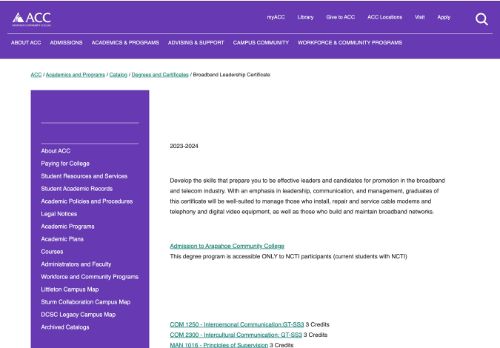 ACC
ARAPAHOE COMMUNITY COLLEGE
myACC Library Give to ACC ACC Locations Visit Apply
ABOUT ACC ADMISSIONS ACADEMICS & PROGRAMS ADVISING & SUPPORT CAMPUS COMMUNITY WORKFORCE & COMMUNITY PROGRAMS
ACC / Academics and Programs / Catalog / Degrees and Certificates / Broadband Leadership Certificate
About ACC
Paying for College
Student Resources and Services
Student Academic Records
Academic Policies and Procedures
Legal Notices
Academic Programs
Academic Plans
Courses
Administrators and Faculty
Workforce and Community Programs
Littleton Campus Map
Sturm Collaboration Campus Map
DCSC Legacy Campus Map
Archived Catalogs
2023-2024
Develop the skills that prepare you to be effective leaders and candidates for promotion in the broadband
and telecom industry. With an emphasis in leadership, communication, and management, graduates of
this certificate will be well-suited to manage those who install, repair and service cable modems and
telephony and digital video equipment, as well as those who build and maintain broadband networks.
Admission to Arapahoe Community College
This degree program is accessible ONLY to NCTI participants (current students with NCTI)
COM 1250 - Interpersonal Communication:GT-SS3 3 Credits
COM 2300 - Intercultural Communication: GT-SS3 3 Credits
MAN 1016 - Principles of Supervision 3 Credits